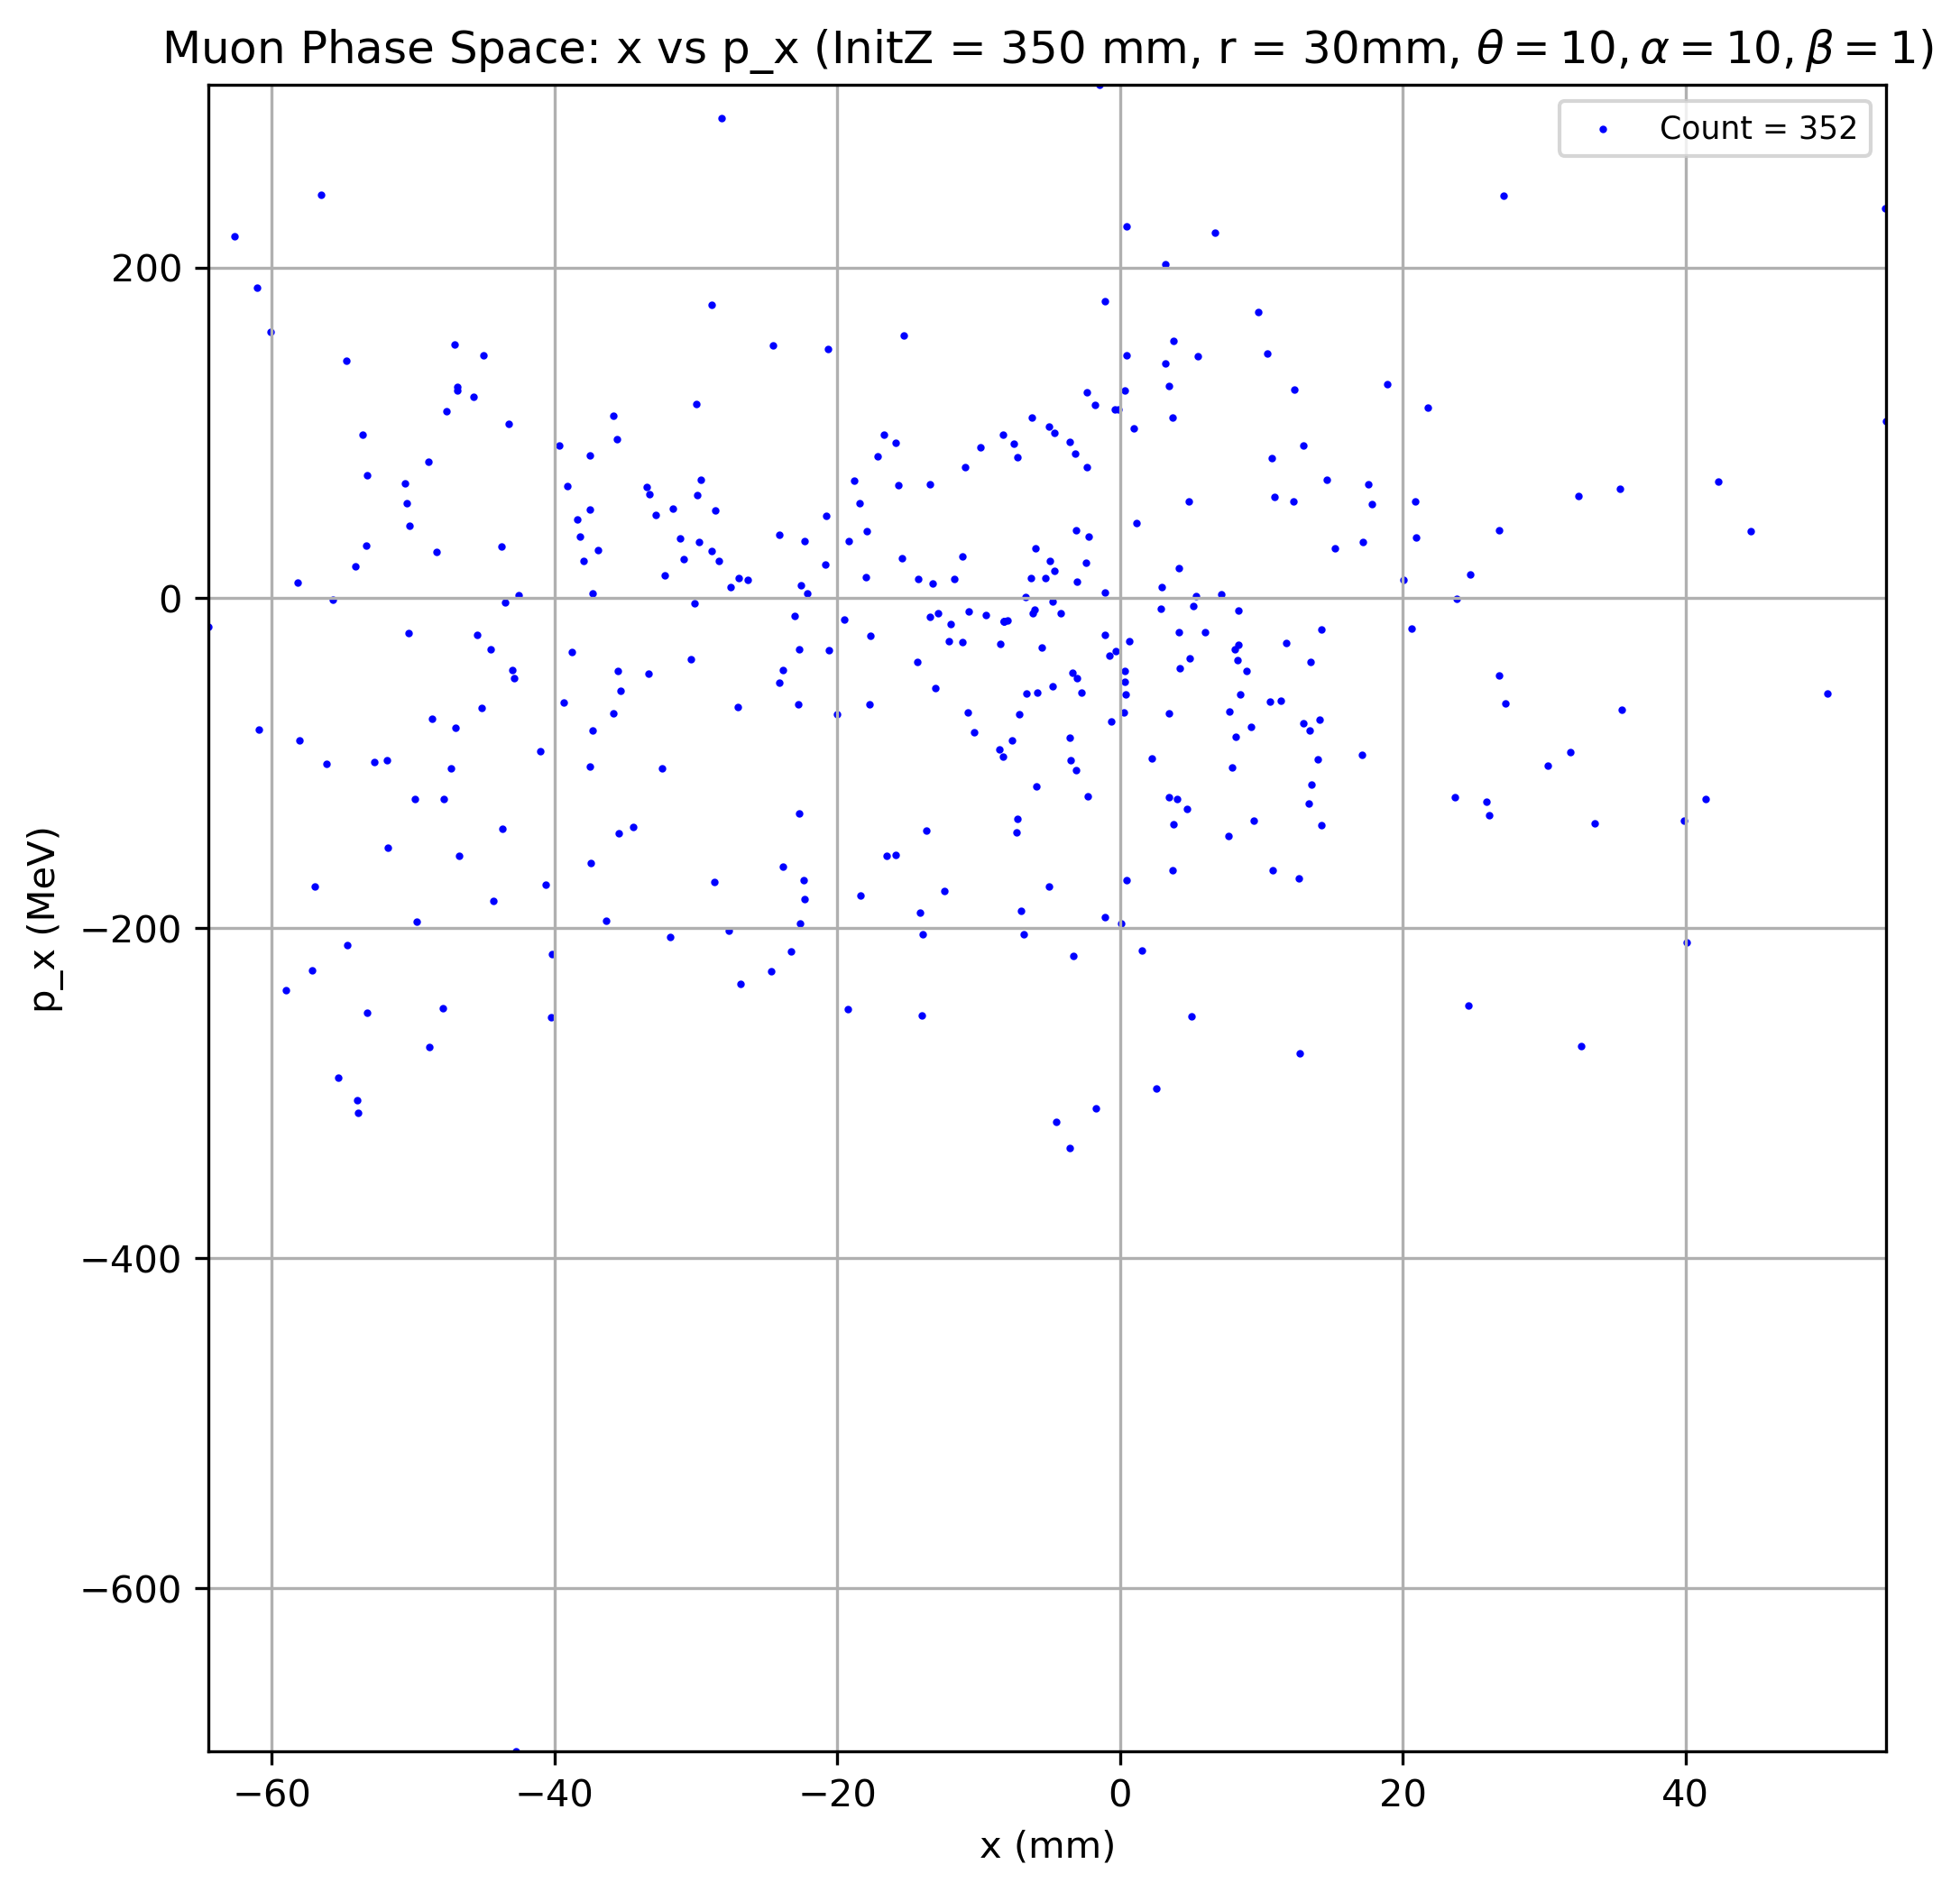 Muon Phase Space: x vs p_x (InitZ = 350 mm, r = 30mm, θ = 10, α = 10, β = 1)
Count = 352
200
0
−200
−400
−600
p_x (MeV)
−60 −40 −20 0 20 40
x (mm)